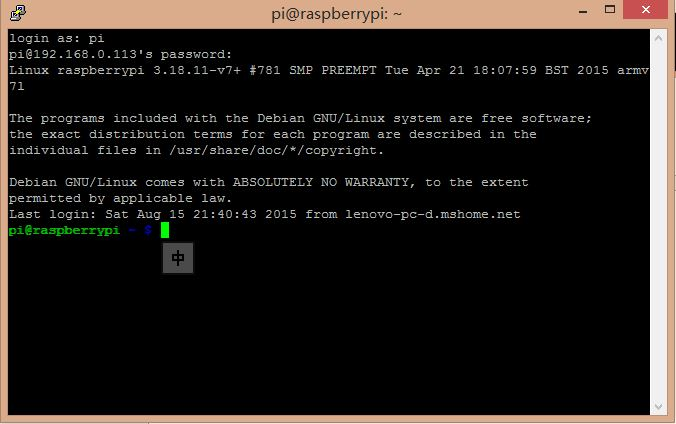 pi@raspberrypi: ~
login as: pi
pi@192.168.0.113's password:
Linux raspberrypi 3.18.11-v7+ #781 SMP PREEMPT Tue Apr 21 18:07:59 BST 2015 armv
7l
The programs included with the Debian GNU/Linux system are free software;
the exact distribution terms for each program are described in the
individual files in /usr/share/doc/*/copyright.
Debian GNU/Linux comes with ABSOLUTELY NO WARRANTY, to the extent
permitted by applicable law.
Last login: Sat Aug 15 21:40:43 2015 from lenovo-pc-d.mshome.net
pi@raspberrypi ~ $
中